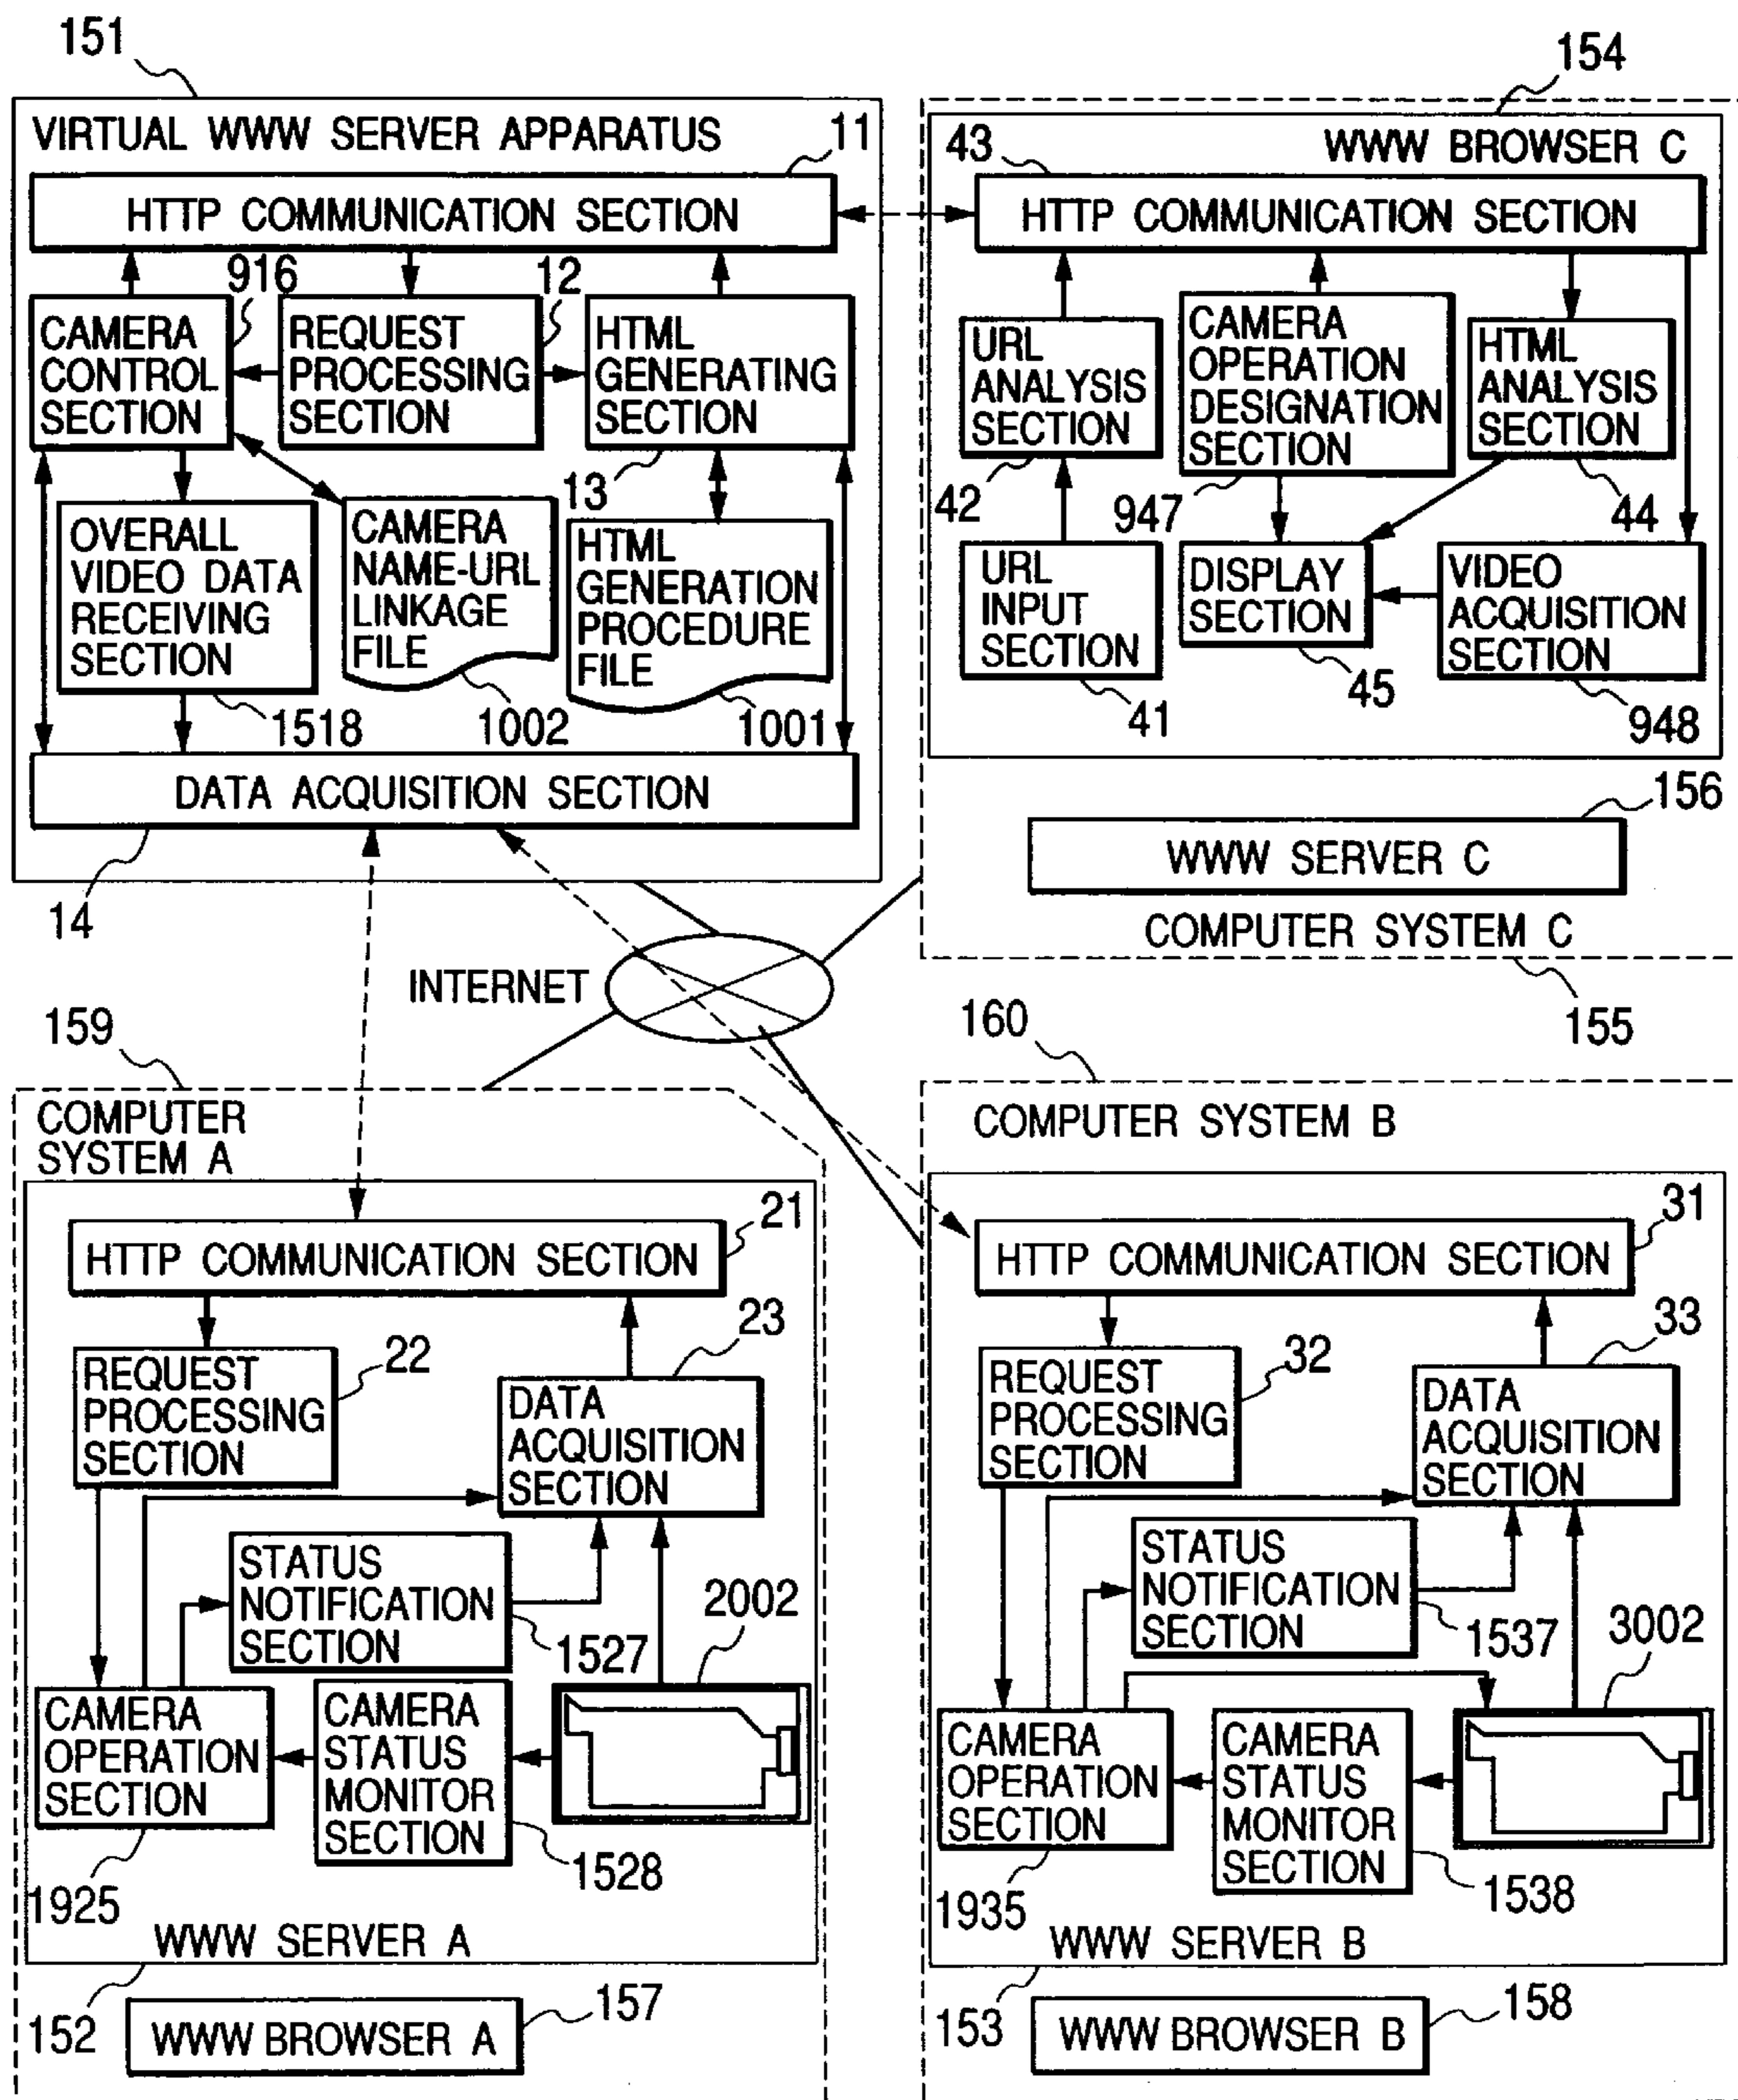 151
VIRTUAL WWW SERVER APPARATUS
11
HTTP COMMUNICATION SECTION
916
CAMERA
CONTROL
SECTION
12
REQUEST
PROCESSING
SECTION
HTML
GENERATING
SECTION
13
OVERALL
VIDEO DATA
RECEIVING
SECTION
1518
CAMERA
NAME-URL
LINKAGE
FILE
1002
HTML
GENERATION
PROCEDURE
FILE
1001
DATA ACQUISITION SECTION
14
154
WWW BROWSER C
43
HTTP COMMUNICATION SECTION
URL
ANALYSIS
SECTION
42
CAMERA
OPERATION
DESIGNATION
SECTION
947
HTML
ANALYSIS
SECTION
44
URL
INPUT
SECTION
41
DISPLAY
SECTION
45
VIDEO
ACQUISITION
SECTION
948
156
WWW SERVER C
COMPUTER SYSTEM C
155
INTERNET
159
COMPUTER
SYSTEM A
21
HTTP COMMUNICATION SECTION
22
REQUEST
PROCESSING
SECTION
23
DATA
ACQUISITION
SECTION
STATUS
NOTIFICATION
SECTION
1527
2002
CAMERA
OPERATION
SECTION
1925
CAMERA
STATUS
MONITOR
SECTION
1528
WWW SERVER A
152
157
WWW BROWSER A
160
COMPUTER SYSTEM B
31
HTTP COMMUNICATION SECTION
32
REQUEST
PROCESSING
SECTION
33
DATA
ACQUISITION
SECTION
STATUS
NOTIFICATION
SECTION
1537
3002
CAMERA
OPERATION
SECTION
1935
CAMERA
STATUS
MONITOR
SECTION
1538
WWW SERVER B
153
158
WWW BROWSER B